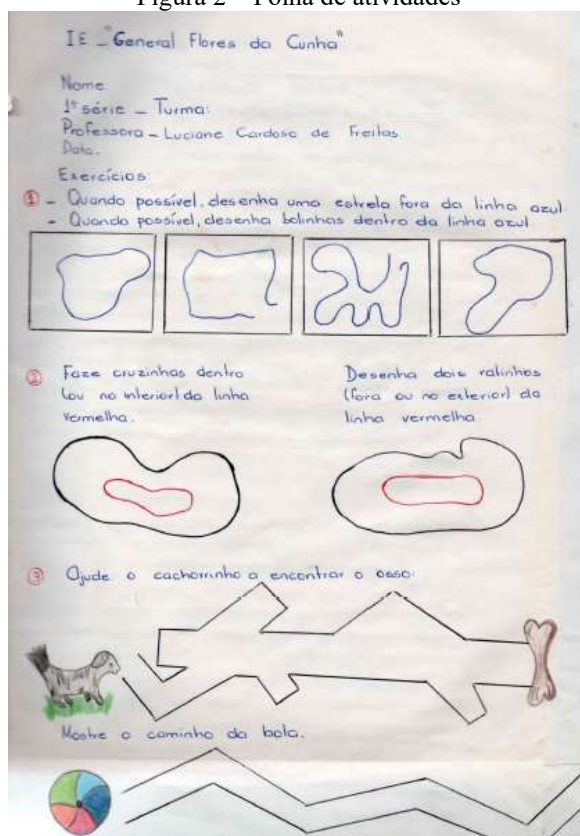 Figura 2 – Folha de atividades
IE - "General Flores da Cunha"
Nome:
1ª série - Turma:
Professora - Luciane Cardoso de Freitas
Data.
Exercícios:
① - Quando possível, desenha uma estrela fora da linha azul
- Quando possível, desenha bolinhas dentro da linha azul
② Faze cruzinhas dentro
(ou no interior) da linha
vermelha.
Desenha dois ratinhos
(fora ou no exterior) da
linha vermelha
③ Ajude o cachorrinho a encontrar o osso:
Mostre o caminho da bola.